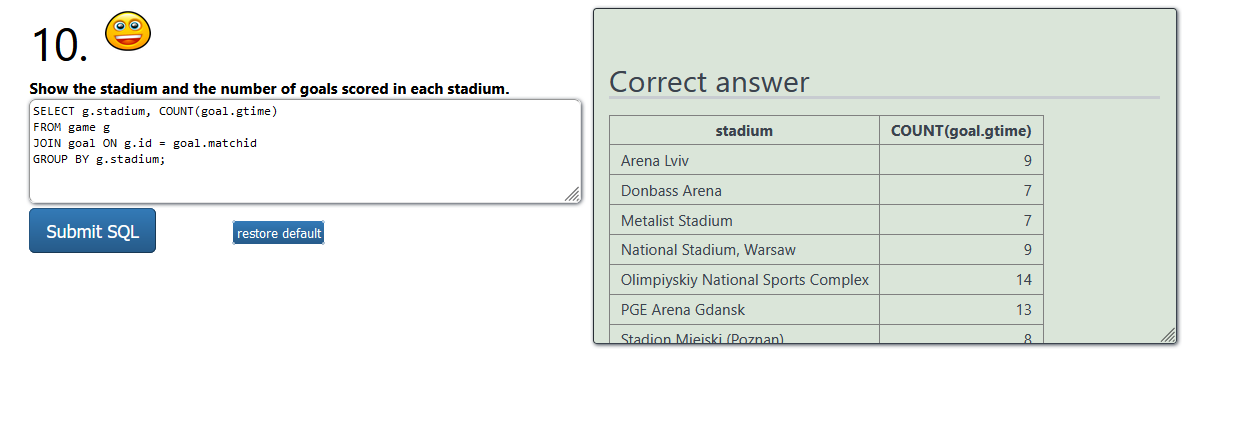 10.
Show the stadium and the number of goals scored in each stadium.
SELECT g.stadium, COUNT(goal.gtime)
FROM game g
JOIN goal ON g.id = goal.matchid
GROUP BY g.stadium;
Submit SQL
restore default
Correct answer
stadium COUNT(goal.gtime)
Arena Lviv 9
Donbass Arena 7
Metalist Stadium 7
National Stadium, Warsaw 9
Olimpiyskiy National Sports Complex 14
PGE Arena Gdansk 13
Stadion Miejski (Poznan) 8